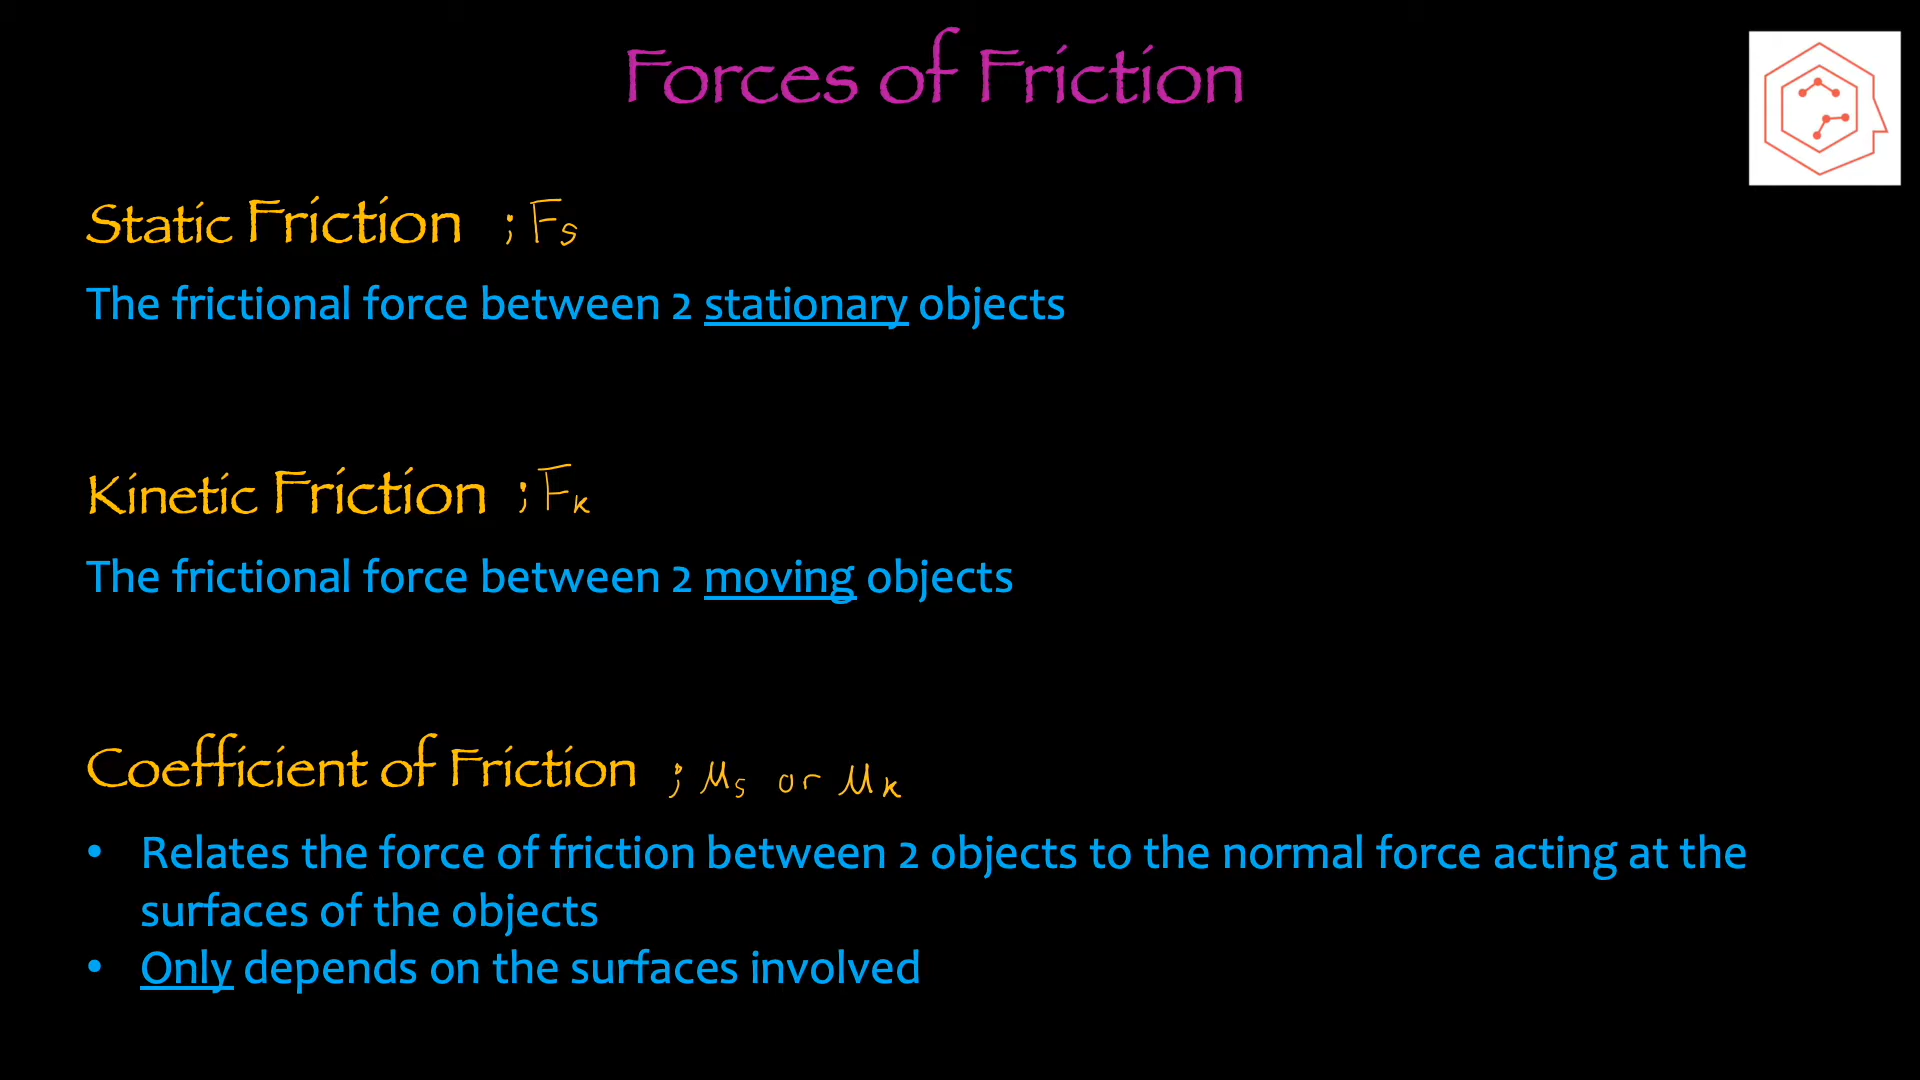 Forces of Friction
Static Friction ; Fs
The frictional force between 2 stationary objects
Kinetic Friction ; Fk
The frictional force between 2 moving objects
Coefficient of Friction ; μs or μk
• Relates the force of friction between 2 objects to the normal force acting at the
surfaces of the objects
• Only depends on the surfaces involved